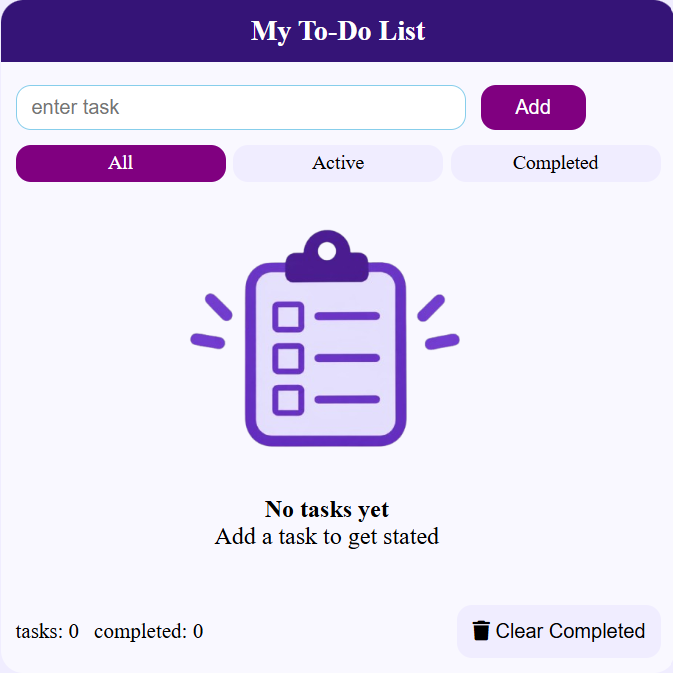 My To-Do List
enter task
Add
All
Active
Completed
No tasks yet
Add a task to get stated
tasks: 0 completed: 0
Clear Completed